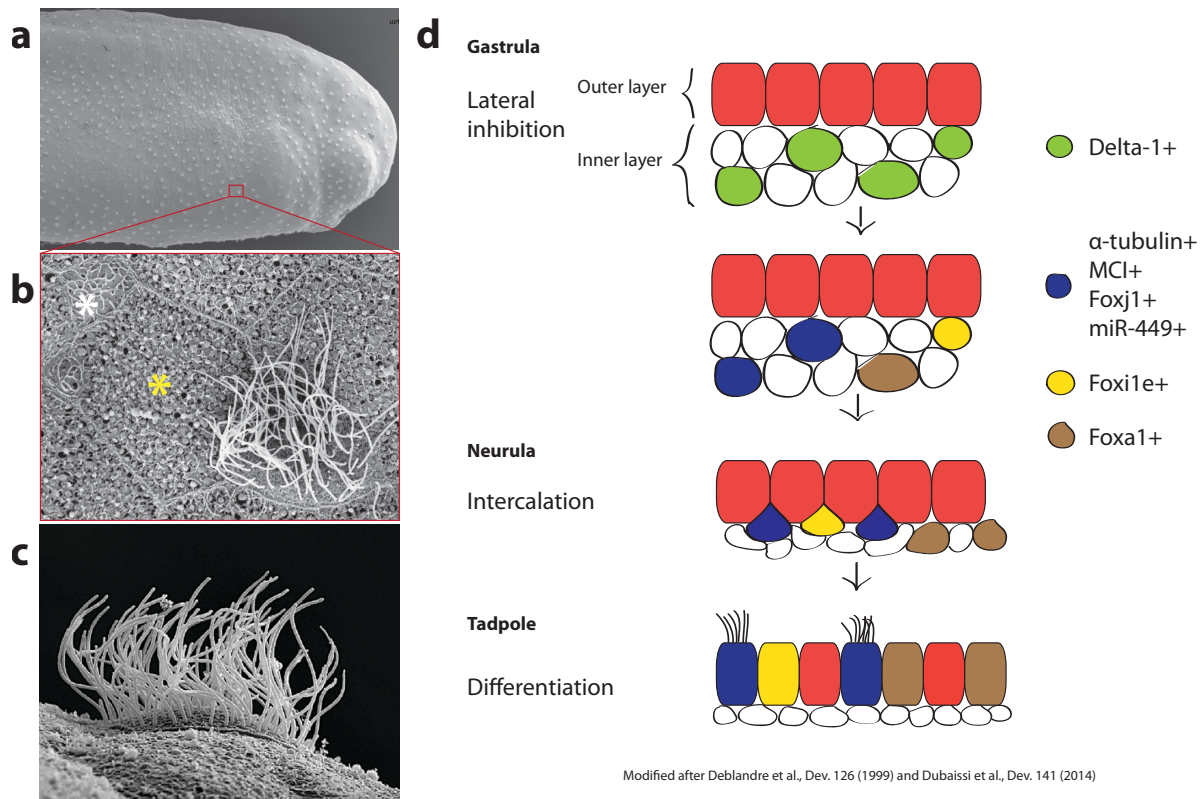 a
b
c
d
Gastrula
Lateral
inhibition
Outer layer
Inner layer
Delta-1+
α-tubulin+
MCI+
Foxj1+
miR-449+
Foxi1e+
Foxa1+
Neurula
Intercalation
Tadpole
Differentiation
Modified after Deblandre et al., Dev. 126 (1999) and Dubaissi et al., Dev. 141 (2014)